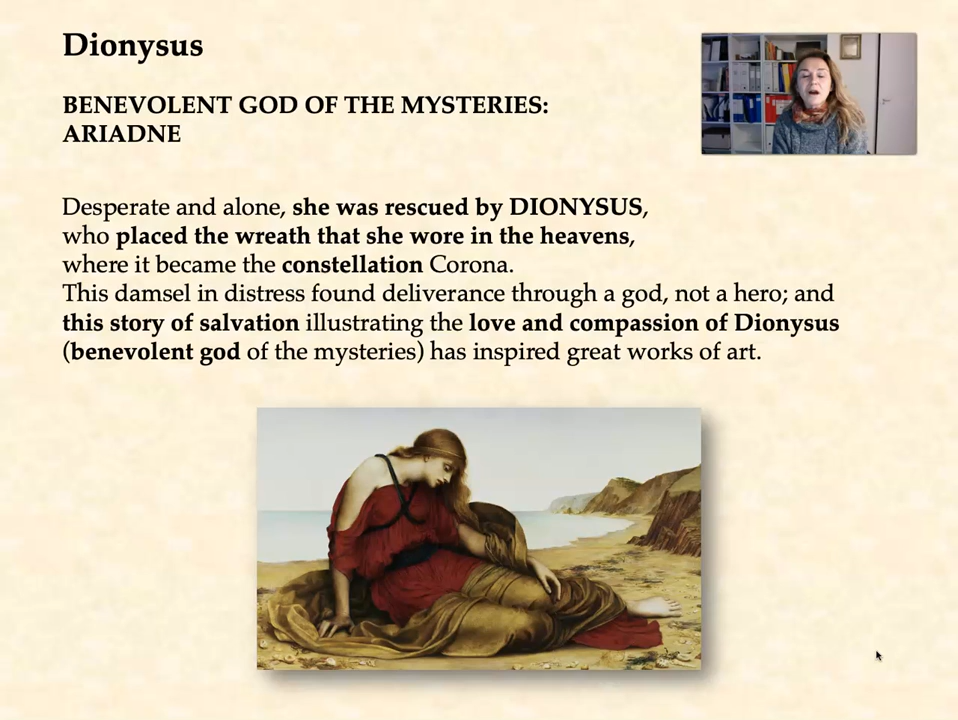 Dionysus
BENEVOLENT GOD OF THE MYSTERIES:
ARIADNE
Desperate and alone, she was rescued by DIONYSUS,
who placed the wreath that she wore in the heavens,
where it became the constellation Corona.
This damsel in distress found deliverance through a god, not a hero; and
this story of salvation illustrating the love and compassion of Dionysus
(benevolent god of the mysteries) has inspired great works of art.